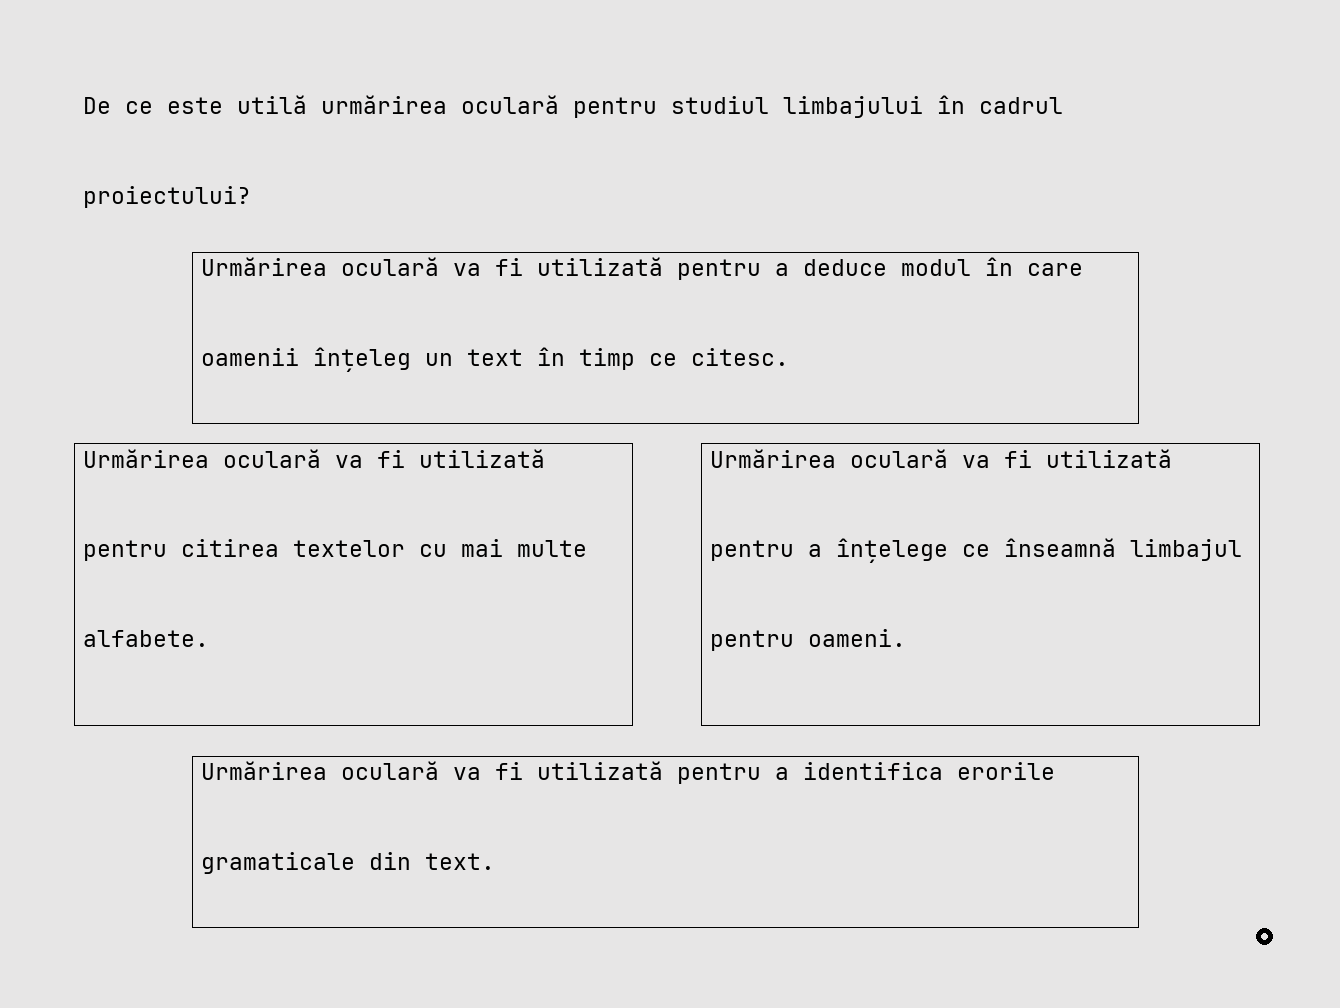 De ce este utilă urmărirea oculară pentru studiul limbajului în cadrul
proiectului?
Urmărirea oculară va fi utilizată pentru a deduce modul în care
oamenii înțeleg un text în timp ce citesc.
Urmărirea oculară va fi utilizată
pentru citirea textelor cu mai multe
alfabete.
Urmărirea oculară va fi utilizată
pentru a înțelege ce înseamnă limbajul
pentru oameni.
Urmărirea oculară va fi utilizată pentru a identifica erorile
gramaticale din text.